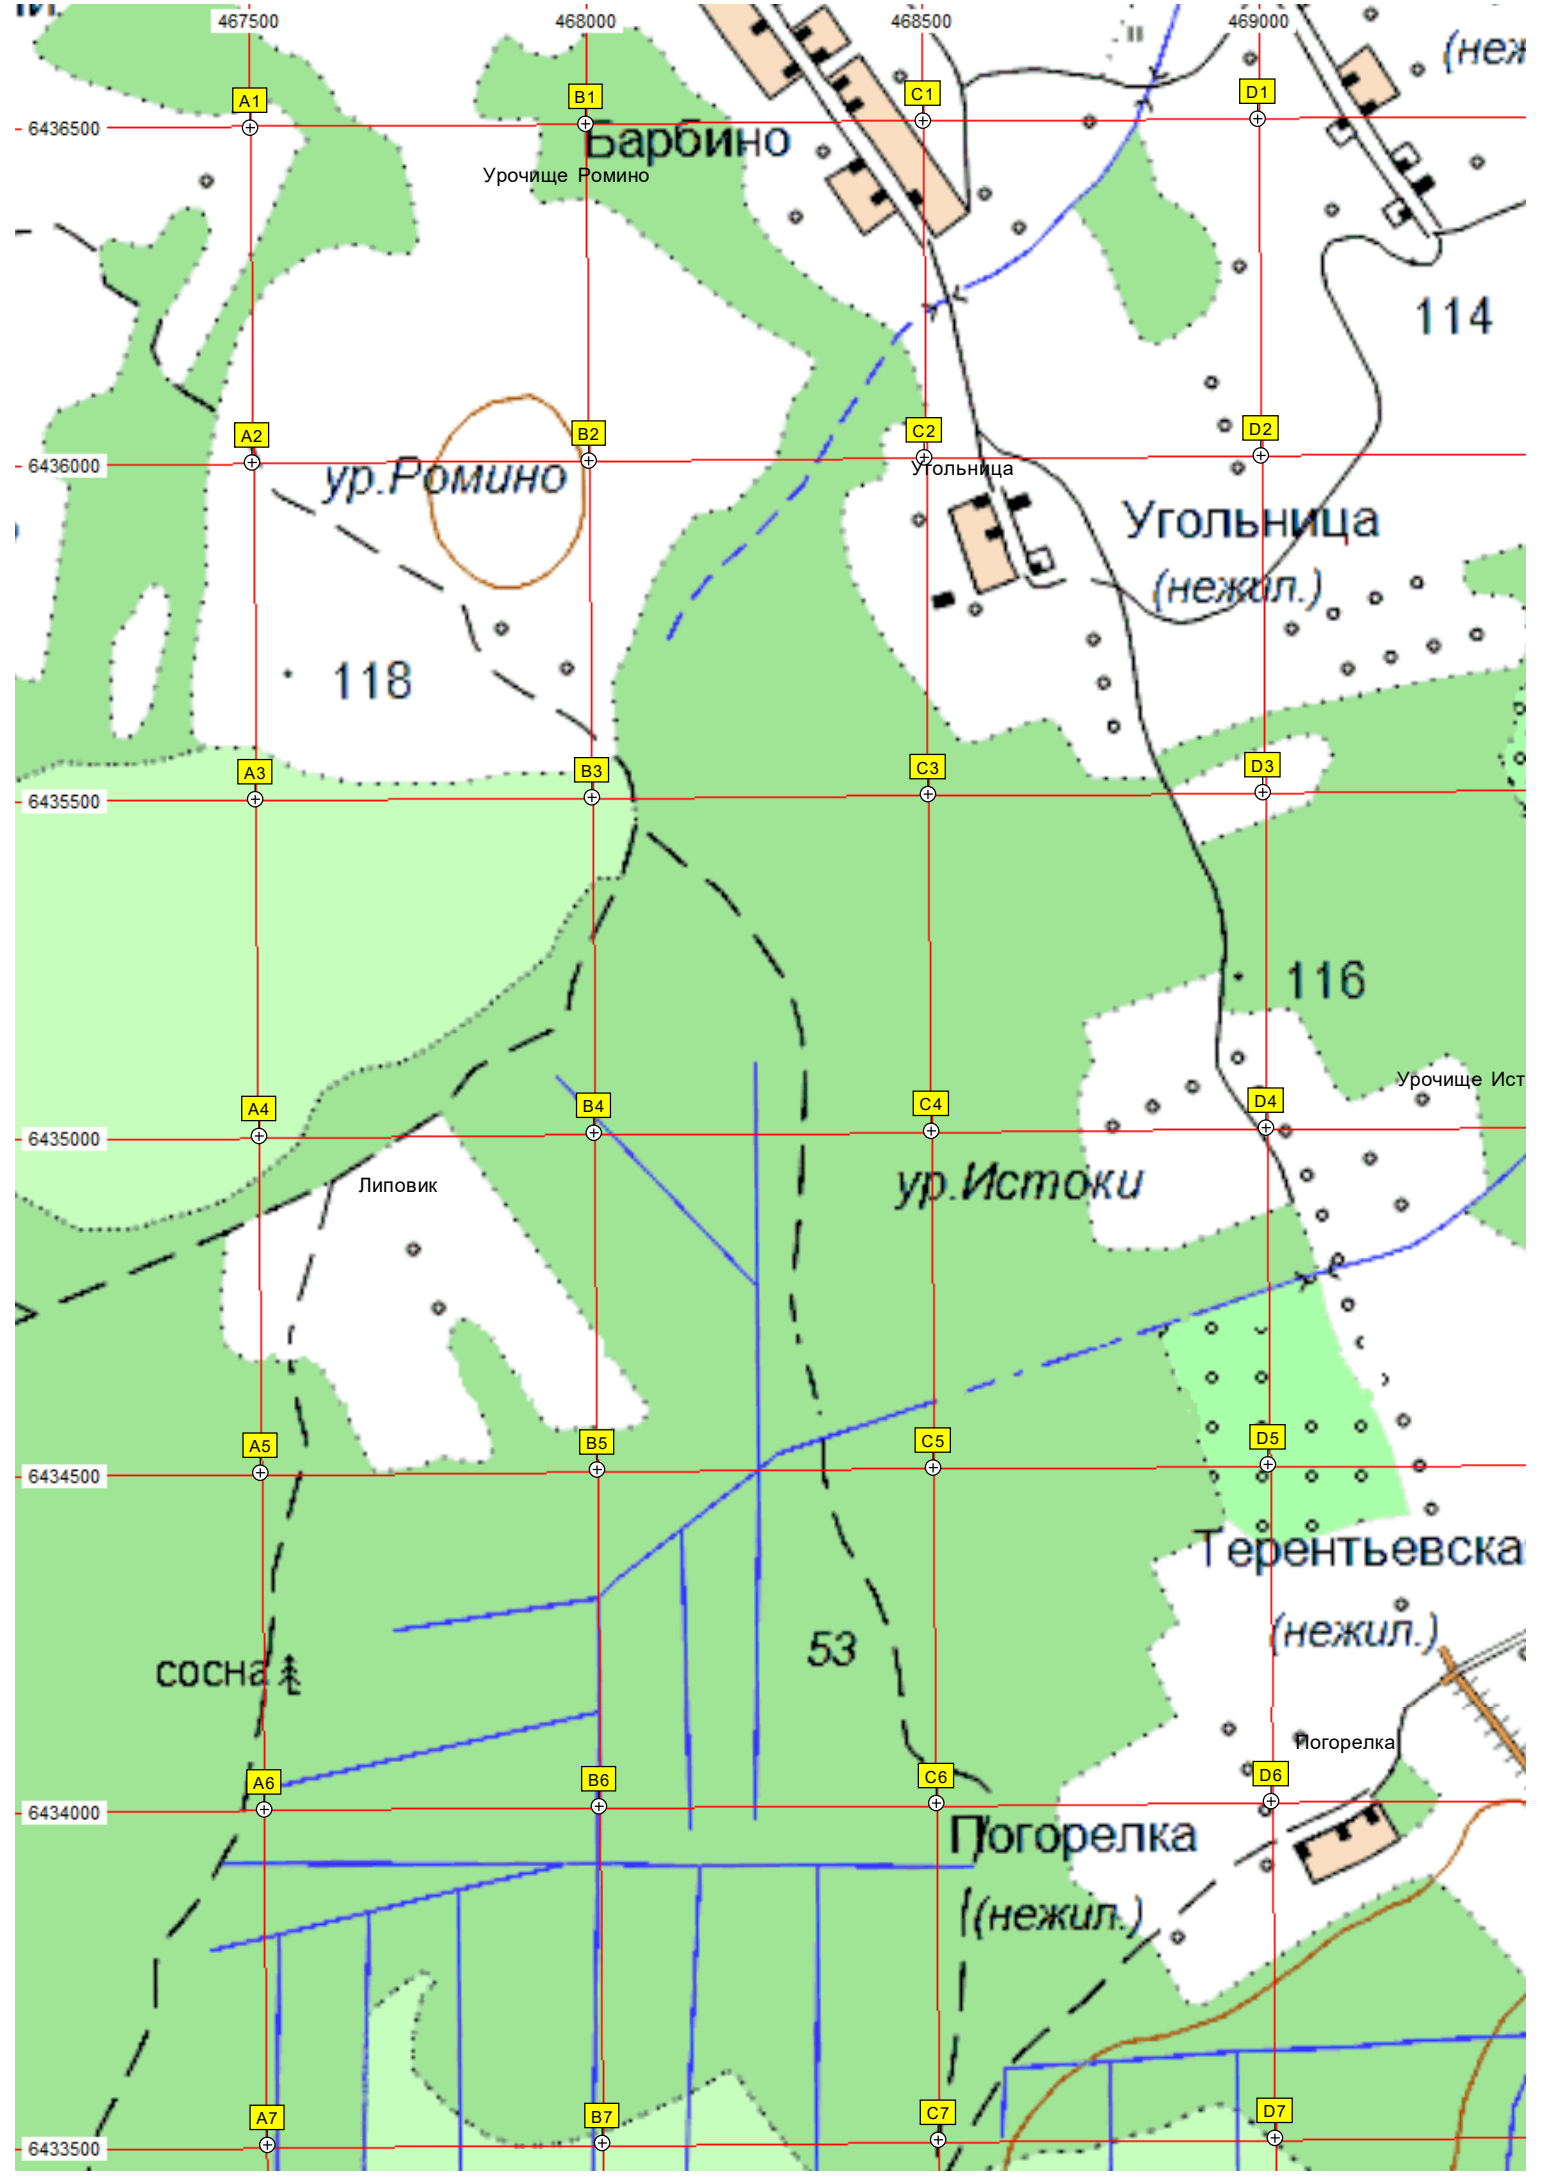 467500 468000 468500 469000
(неж
A1 B1 C1 D1
6436500
Барбино
Урочище Ромино
114
A2 B2 C2 D2
6436000
ур.Ромино
Угольница
Угольница
(нежил.)
118
A3 B3 C3 D3
6435500
116
Урочище Ист
A4 B4 C4 D4
6435000
Липовик
ур.Истоки
A5 B5 C5 D5
6434500
Терентьевска
(нежил.)
53
сосна
Погорелка
A6 B6 C6 D6
6434000
Погорелка
(нежил.)
A7 B7 C7 D7
6433500